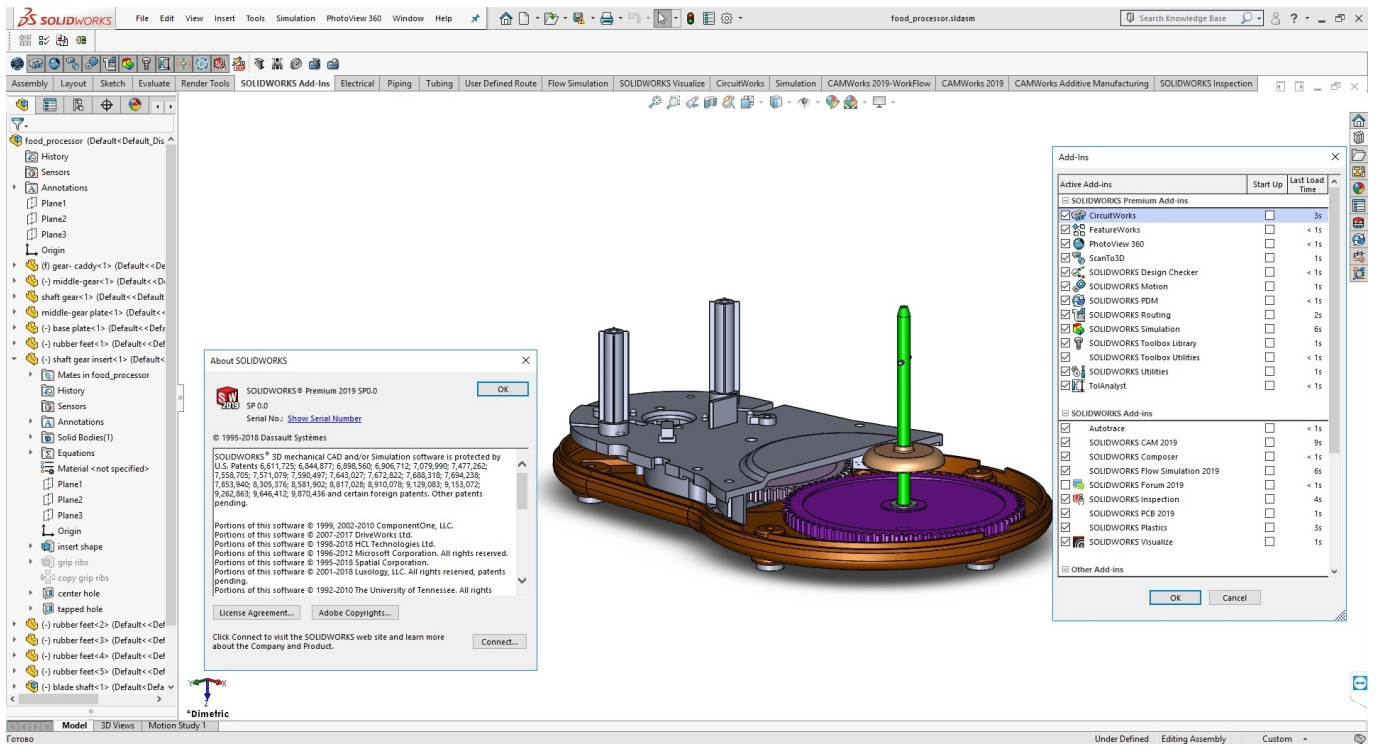 SOLIDWORKS File Edit View Insert Tools Simulation PhotoView 360 Window Help food_processor.sldasm Search Knowledge Base ?
Assembly Layout Sketch Evaluate Render Tools SOLIDWORKS Add-Ins Electrical Piping Tubing User Defined Route Flow Simulation SOLIDWORKS Visualize CircuitWorks Simulation CAMWorks 2019-WorkFlow CAMWorks 2019 CAMWorks Additive Manufacturing SOLIDWORKS Inspection
food_processor (Default<Default_Dis
History
Sensors
Annotations
Plane1
Plane2
Plane3
Origin
(f) gear- caddy<1> (Default<<De
(-) middle-gear<1> (Default<<De
shaft gear<1> (Default<<Default
middle-gear plate<1> (Default<<
(-) base plate<1> (Default<<Defa
(-) rubber feet<1> (Default<<Def
(-) shaft gear insert<1> (Default<
Mates in food_processor
History
Sensors
Annotations
Solid Bodies(1)
Equations
Material <not specified>
Plane1
Plane2
Plane3
Origin
insert shape
grip ribs
copy grip ribs
center hole
tapped hole
(-) rubber feet<2> (Default<<Def
(-) rubber feet<3> (Default<<Def
(-) rubber feet<4> (Default<<Def
(-) rubber feet<5> (Default<<Def
(-) blade shaft<1> (Default<Defa
About SOLIDWORKS
SW 2019
SOLIDWORKS® Premium 2019 SP0.0
OK
SP 0.0
Serial No.: Show Serial Number
© 1995-2018 Dassault Systèmes
SOLIDWORKS® 3D mechanical CAD and/or Simulation software is protected by
U.S. Patents 6,611,725; 6,844,877; 6,898,560; 6,906,712; 7,079,990; 7,477,262;
7,558,705; 7,571,079; 7,590,497; 7,643,027; 7,672,822; 7,688,318; 7,694,238;
7,853,940; 8,305,376; 8,581,902; 8,817,028; 8,910,078; 9,129,083; 9,153,072;
9,262,863; 9,646,412; 9,870,436 and certain foreign patents. Other patents
pending.
Portions of this software © 1999, 2002-2010 ComponentOne, LLC.
Portions of this software © 2007-2017 DriveWorks Ltd.
Portions of this software © 1998-2018 HCL Technologies Ltd.
Portions of this software © 1996-2012 Microsoft Corporation. All rights reserved.
Portions of this software © 1995-2018 Spatial Corporation.
Portions of this software © 2001-2018 Luxology, LLC. All rights reserved, patents
pending.
Portions of this software © 1992-2010 The University of Tennessee. All rights
License Agreement... Adobe Copyrights...
Click Connect to visit the SOLIDWORKS web site and learn more
about the Company and Product.
Connect...
Add-Ins
Active Add-ins Start Up Last Load
Time
SOLIDWORKS Premium Add-ins
CircuitWorks 3s
FeatureWorks < 1s
PhotoView 360 < 1s
ScanTo3D 1s
SOLIDWORKS Design Checker < 1s
SOLIDWORKS Motion 1s
SOLIDWORKS PDM < 1s
SOLIDWORKS Routing 2s
SOLIDWORKS Simulation 6s
SOLIDWORKS Toolbox Library 1s
SOLIDWORKS Toolbox Utilities < 1s
SOLIDWORKS Utilities 1s
TolAnalyst < 1s
SOLIDWORKS Add-ins
Autotrace < 1s
SOLIDWORKS CAM 2019 9s
SOLIDWORKS Composer < 1s
SOLIDWORKS Flow Simulation 2019 6s
SOLIDWORKS Forum 2019 < 1s
SOLIDWORKS Inspection 4s
SOLIDWORKS PCB 2019 1s
SOLIDWORKS Plastics 3s
SOLIDWORKS Visualize 1s
Other Add-ins
OK Cancel
Y X
Z
*Dimetric
Model 3D Views Motion Study 1
Готово Under Defined Editing Assembly Custom